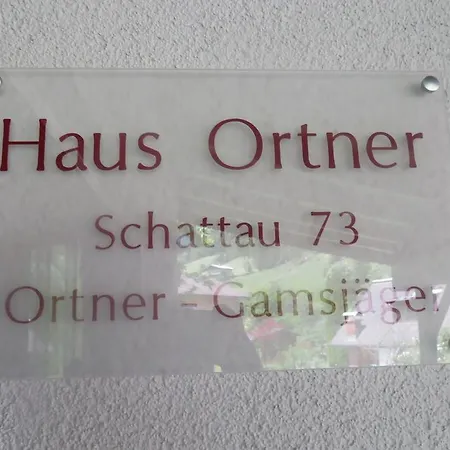 Haus Ortner
Schattau 73
Ortner - Gamsjäger